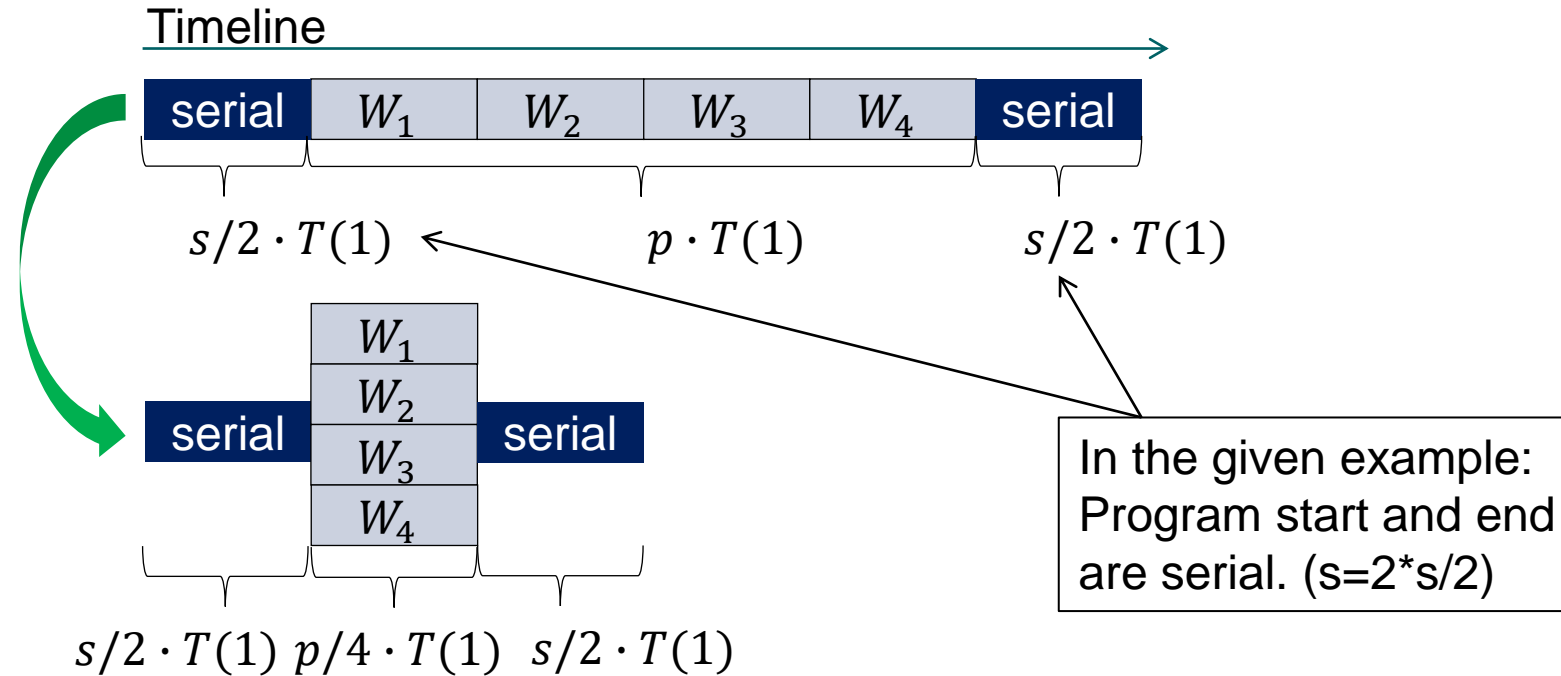 Timeline
serial W₁ W₂ W₃ W₄ serial
s/2 · T(1) p · T(1) s/2 · T(1)
W₁
W₂
serial serial
W₃
W₄
In the given example:
Program start and end
are serial. (s=2*s/2)
s/2 · T(1) p/4 · T(1) s/2 · T(1)